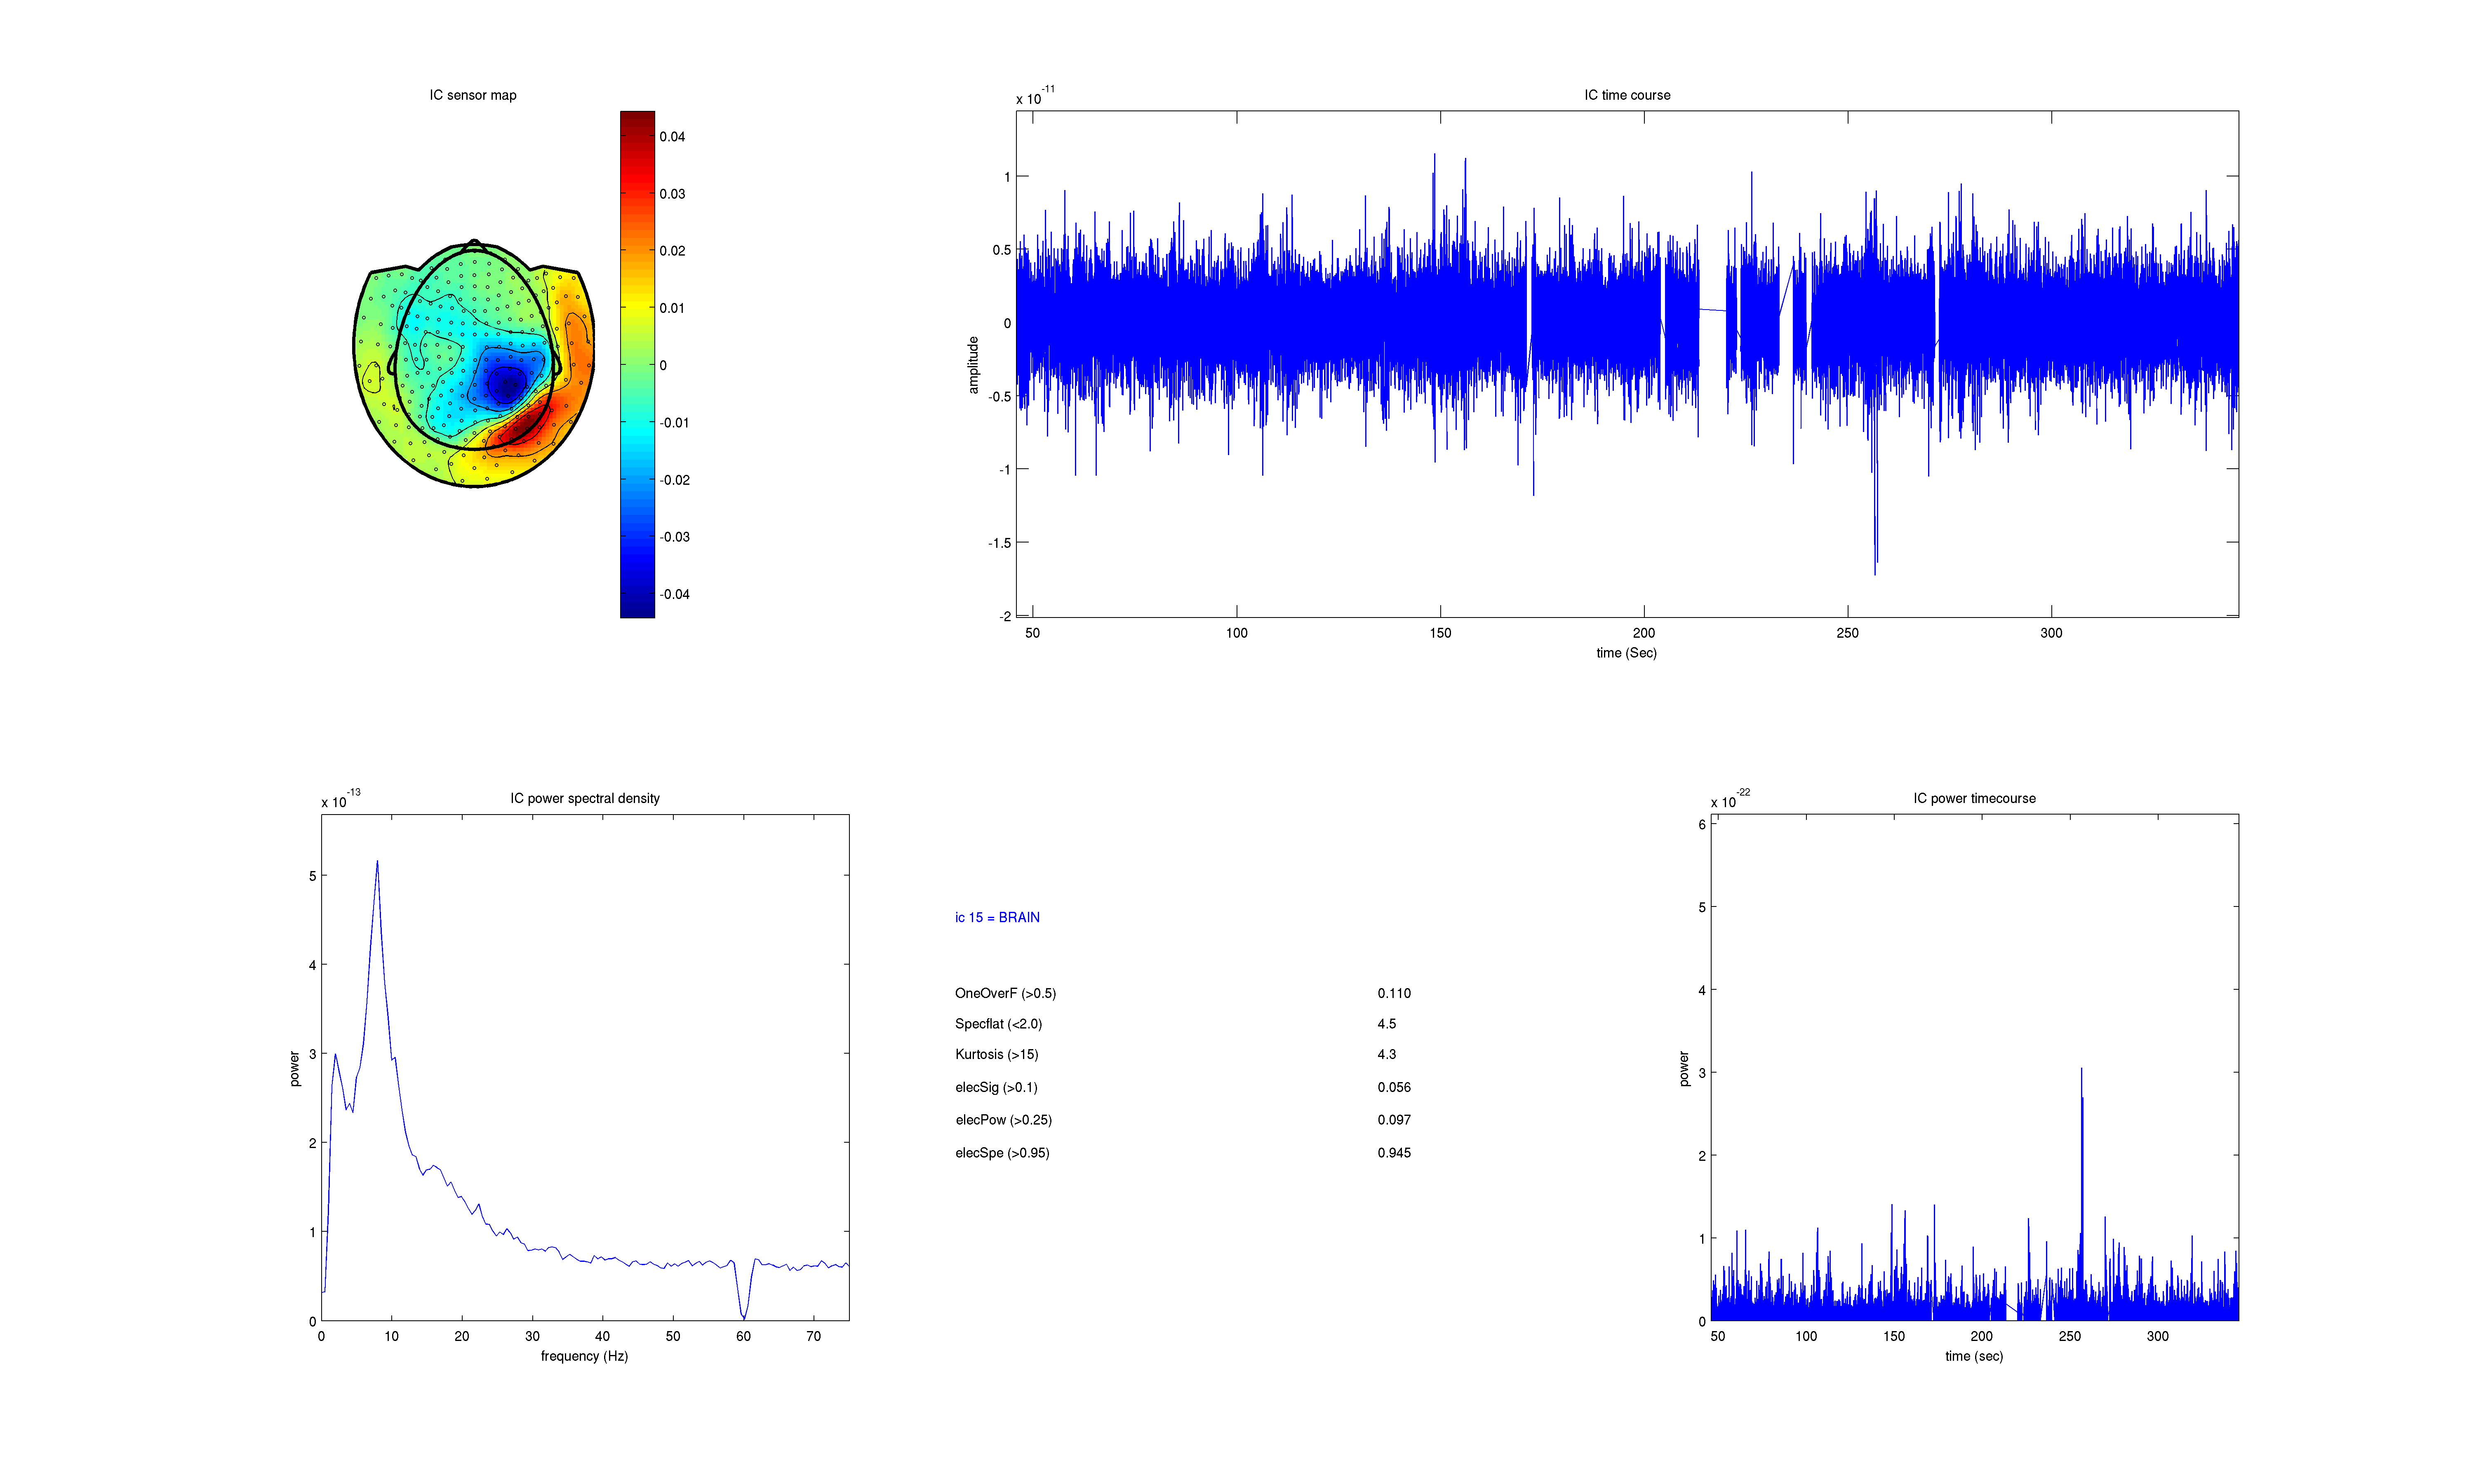 IC sensor map
0.04
0.03
0.02
0.01
0
-0.01
-0.02
-0.03
-0.04
IC time course
x 10-11
1
0.5
0
-0.5
-1
-1.5
-2
amplitude
50 100 150 200 250 300
time (Sec)
IC power spectral density
x 10-13
5
4
3
2
1
0
power
0 10 20 30 40 50 60 70
frequency (Hz)
ic 15 = BRAIN
OneOverF (>0.5) 0.110
Specflat (<2.0) 4.5
Kurtosis (>15) 4.3
elecSig (>0.1) 0.056
elecPow (>0.25) 0.097
elecSpe (>0.95) 0.945
IC power timecourse
x 10-22
6
5
4
3
2
1
0
power
50 100 150 200 250 300
time (sec)